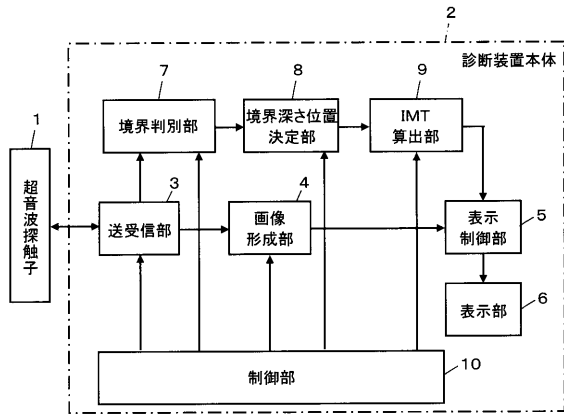 2
診断装置本体
7
8
9
境界判別部
境界深さ位置
決定部
IMT
算出部
1
超音波探触子
3
4
送受信部
画像
形成部
表示
制御部
5
表示部
6
制御部
10